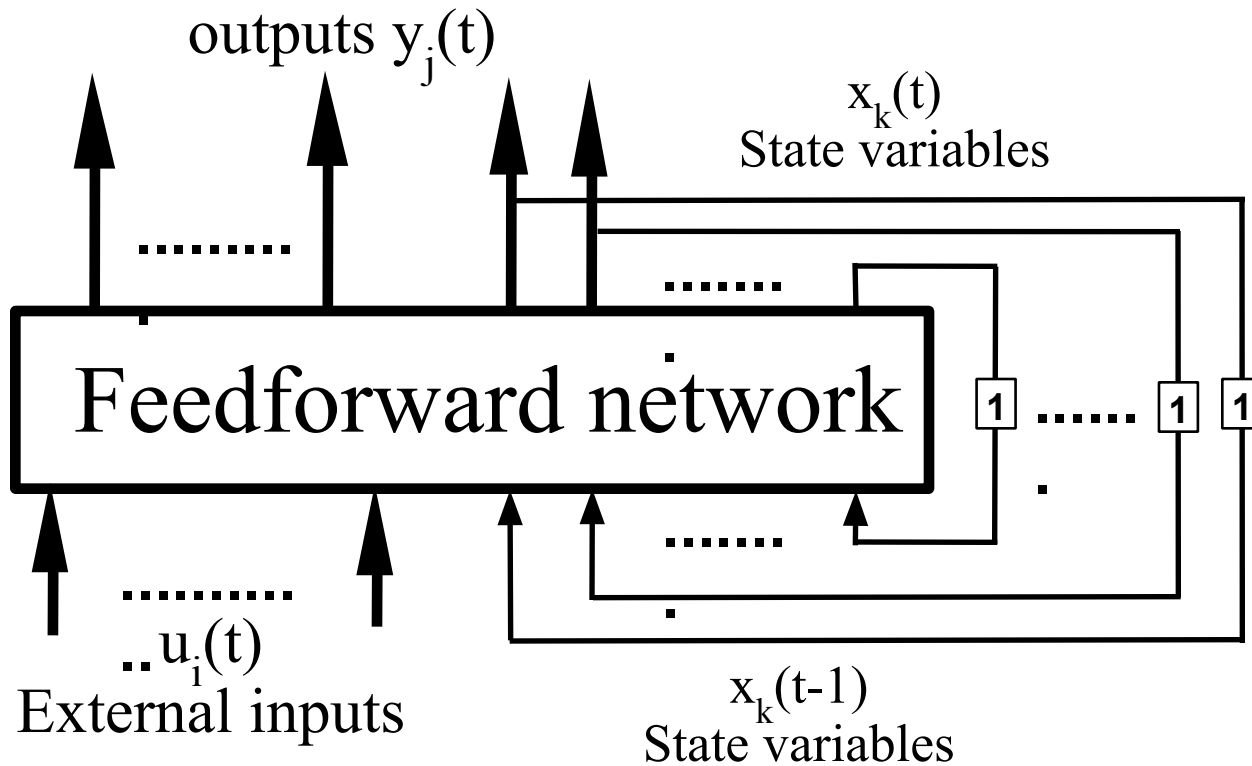 outputs yj(t)
xk(t)
State variables
Feedforward network
1
1
1
ui(t)
External inputs
xk(t-1)
State variables